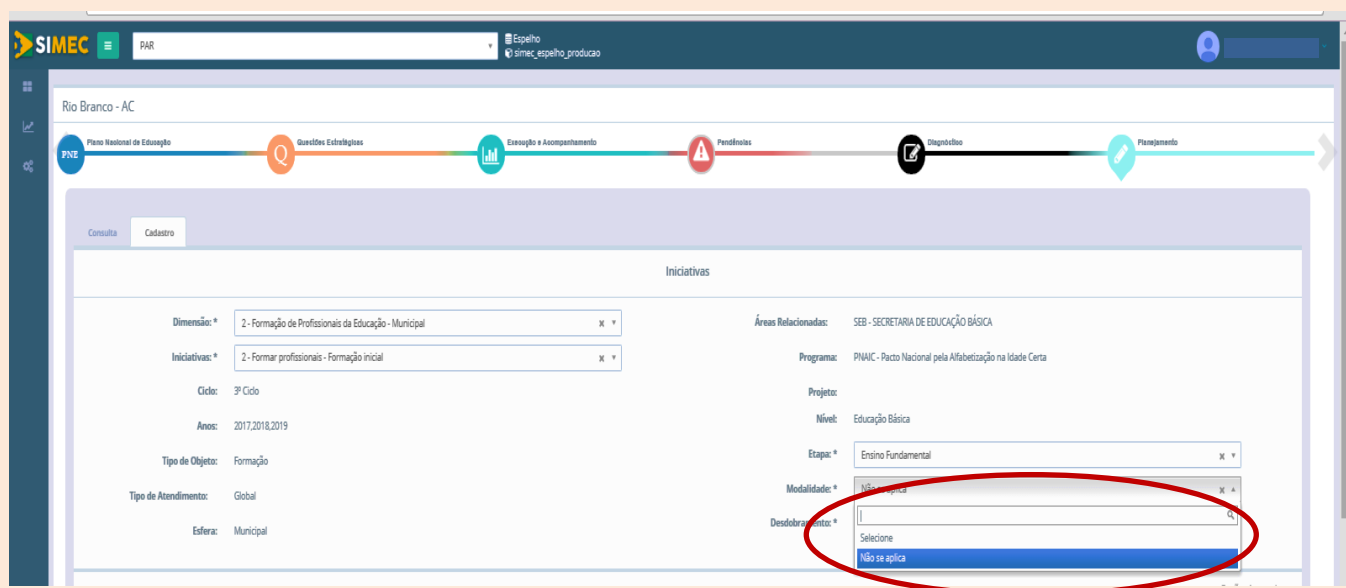 SIMEC
PAR
Espelho
simec_espelho_producao
Rio Branco - AC
PNE
Plano Nacional de Educação
Q
Questões Estratégicas
Execução e Acompanhamento
Pendências
Diagnóstico
Planejamento
Consulta
Cadastro
Iniciativas
Dimensão: *
2 - Formação de Profissionais da Educação - Municipal
Iniciativas: *
2 - Formar profissionais - Formação inicial
Ciclo:
3º Ciclo
Anos:
2017,2018,2019
Tipo de Objeto:
Formação
Tipo de Atendimento:
Global
Esfera:
Municipal
Áreas Relacionadas:
SEB - SECRETARIA DE EDUCAÇÃO BÁSICA
Programa:
PNAIC - Pacto Nacional pela Alfabetização na Idade Certa
Projeto:
Nível:
Educação Básica
Etapa: *
Ensino Fundamental
Modalidade: *
Não se aplica
Desdobramento: *
Selecione
Não se aplica